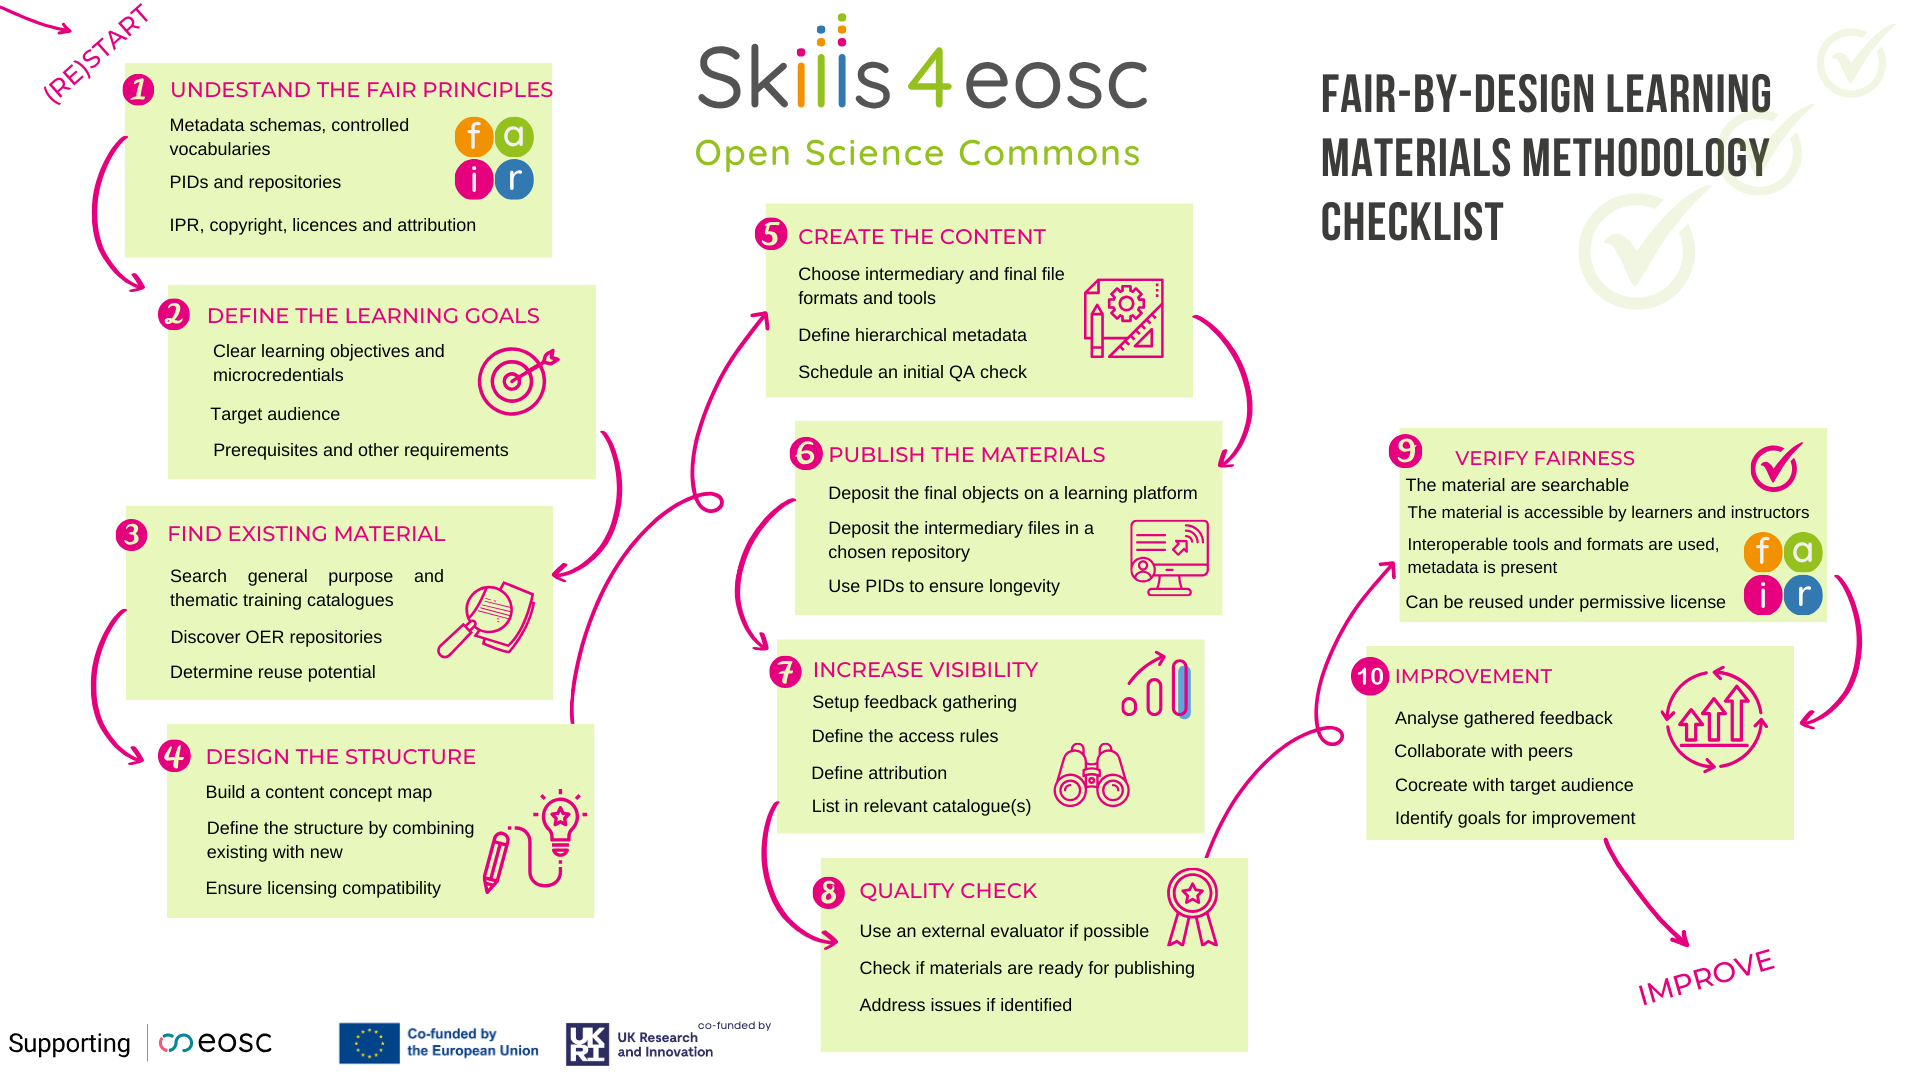 (RE)START
1 UNDESTAND THE FAIR PRINCIPLES
Metadata schemas, controlled
vocabularies
PIDs and repositories
IPR, copyright, licences and attribution
f a
i r
2 DEFINE THE LEARNING GOALS
Clear learning objectives and
microcredentials
Target audience
Prerequisites and other requirements
3 FIND EXISTING MATERIAL
Search general purpose and
thematic training catalogues
Discover OER repositories
Determine reuse potential
4 DESIGN THE STRUCTURE
Build a content concept map
Define the structure by combining
existing with new
Ensure licensing compatibility
Skills 4 eosc
Open Science Commons
5 CREATE THE CONTENT
Choose intermediary and final file
formats and tools
Define hierarchical metadata
Schedule an initial QA check
6 PUBLISH THE MATERIALS
Deposit the final objects on a learning platform
Deposit the intermediary files in a
chosen repository
Use PIDs to ensure longevity
7 INCREASE VISIBILITY
Setup feedback gathering
Define the access rules
Define attribution
List in relevant catalogue(s)
8 QUALITY CHECK
Use an external evaluator if possible
Check if materials are ready for publishing
Address issues if identified
FAIR-BY-DESIGN LEARNING
MATERIALS METHODOLOGY
CHECKLIST
9 VERIFY FAIRNESS
The material are searchable
The material is accessible by learners and instructors
Interoperable tools and formats are used,
metadata is present
Can be reused under permissive license
f a
i r
10 IMPROVEMENT
Analyse gathered feedback
Collaborate with peers
Cocreate with target audience
Identify goals for improvement
IMPROVE
Supporting eosc
Co-funded by
the European Union
UK
RI
co-funded by
UK Research
and Innovation